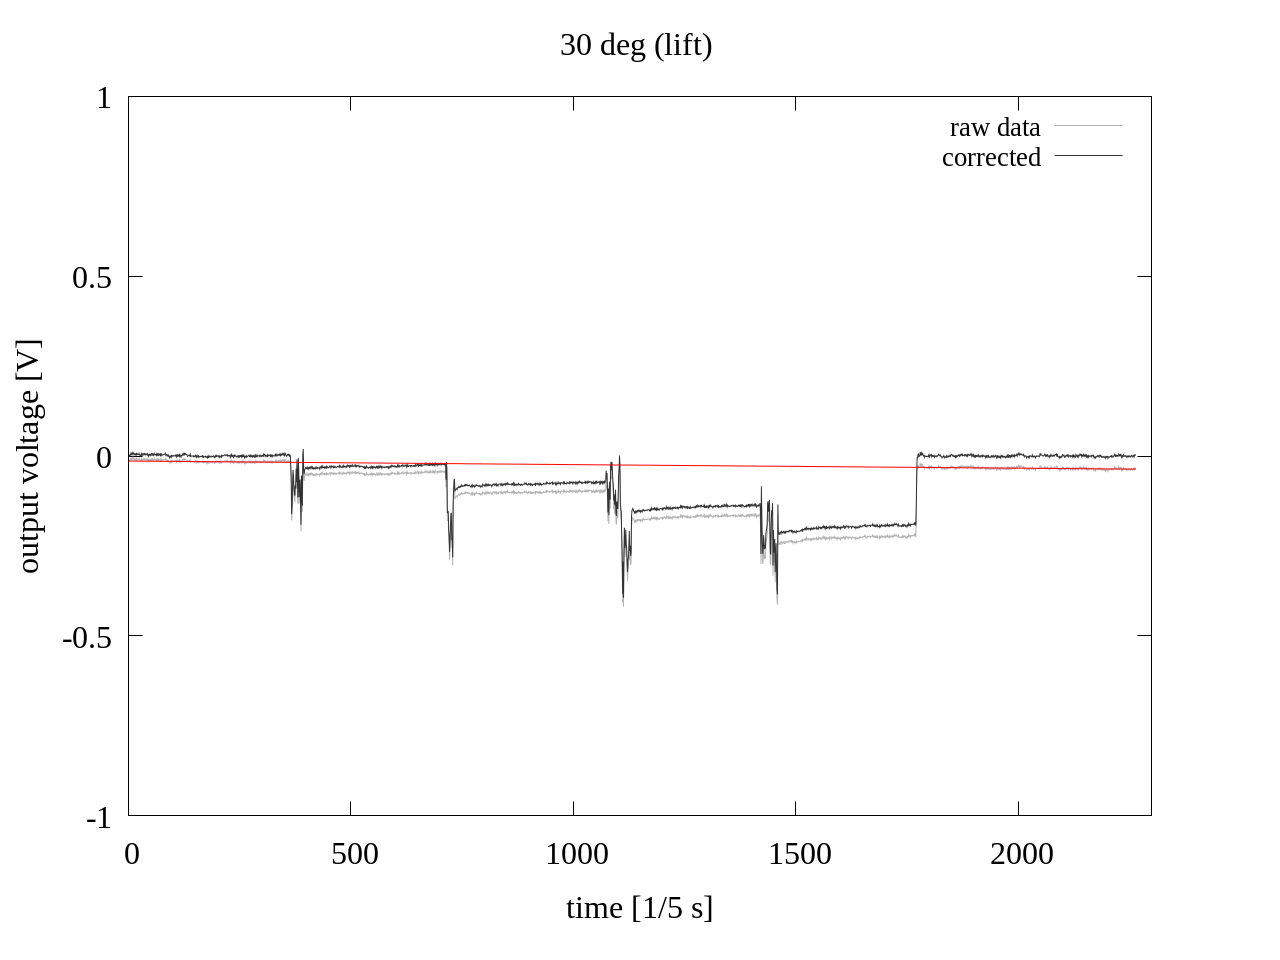 30 deg (lift)
1
raw data
corrected
0.5
0
-0.5
-1
output voltage [V]
0 500 1000 1500 2000
time [1/5 s]